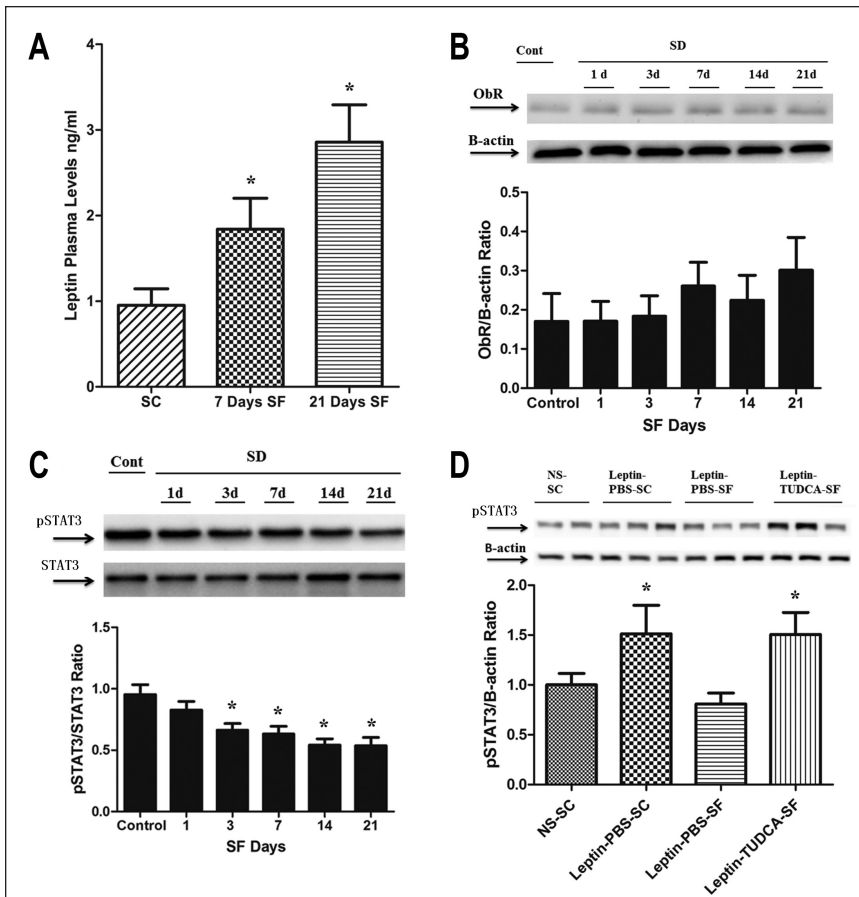 A
Leptin Plasma Levels ng/ml
4
3
2
1
0
*
*
SC
7 Days SF
21 Days SF
B
Cont
SD
1 d
3d
7d
14d
21d
ObR
B-actin
ObR/B-actin Ratio
0.5
0.4
0.3
0.2
0.1
0.0
Control
1
3
7
14
21
SF Days
C
Cont
SD
1d
3d
7d
14d
21d
pSTAT3
STAT3
pSTAT3/STAT3 Ratio
1.5
1.0
0.5
0.0
*
*
*
*
Control
1
3
7
14
21
SF Days
D
NS-
SC
Leptin-
PBS-SC
Leptin-
PBS-SF
Leptin-
TUDCA-SF
pSTAT3
B-actin
pSTAT3/B-actin Ratio
2.0
1.5
1.0
0.5
0.0
*
*
NS-SC
Leptin-PBS-SC
Leptin-PBS-SF
Leptin-TUDCA-SF